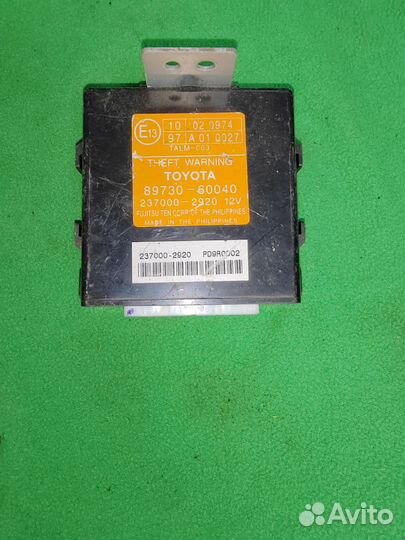 E13
10 02 0974
97 A 01 0027
TALM-003
THEFT WARNING
TOYOTA
89730-60040
237000-2920 12V
FUJITSU TEN CORP. OF THE PHILIPPINES
MADE IN THE PHILIPPINES
237000-2920 PD9R0002
Avito